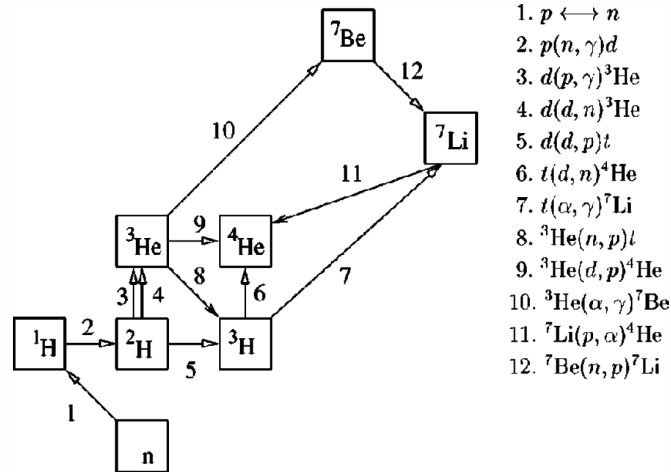 ⁷Be
12
10
⁷Li
11
³He
9
⁴He
8
7
3
4
6
¹H
2
²H
5
³H
1
n
1. p ⟷ n
2. p(n, γ)d
3. d(p, γ)³He
4. d(d, n)³He
5. d(d, p)t
6. t(d, n)⁴He
7. t(α, γ)⁷Li
8. ³He(n, p)t
9. ³He(d, p)⁴He
10. ³He(α, γ)⁷Be
11. ⁷Li(p, α)⁴He
12. ⁷Be(n, p)⁷Li